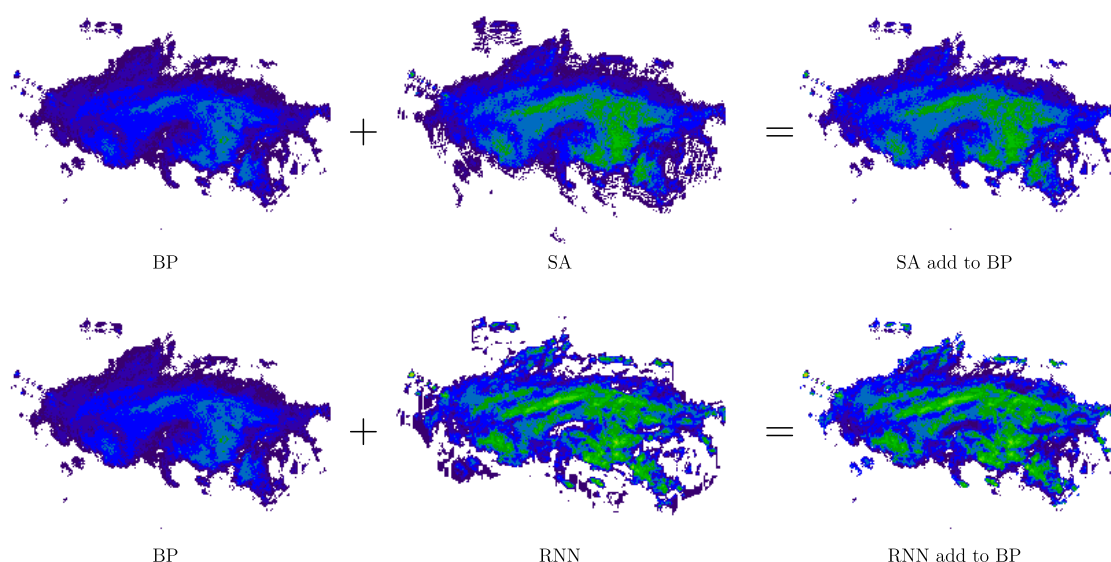 +
=
BP
SA
SA add to BP
+
=
BP
RNN
RNN add to BP